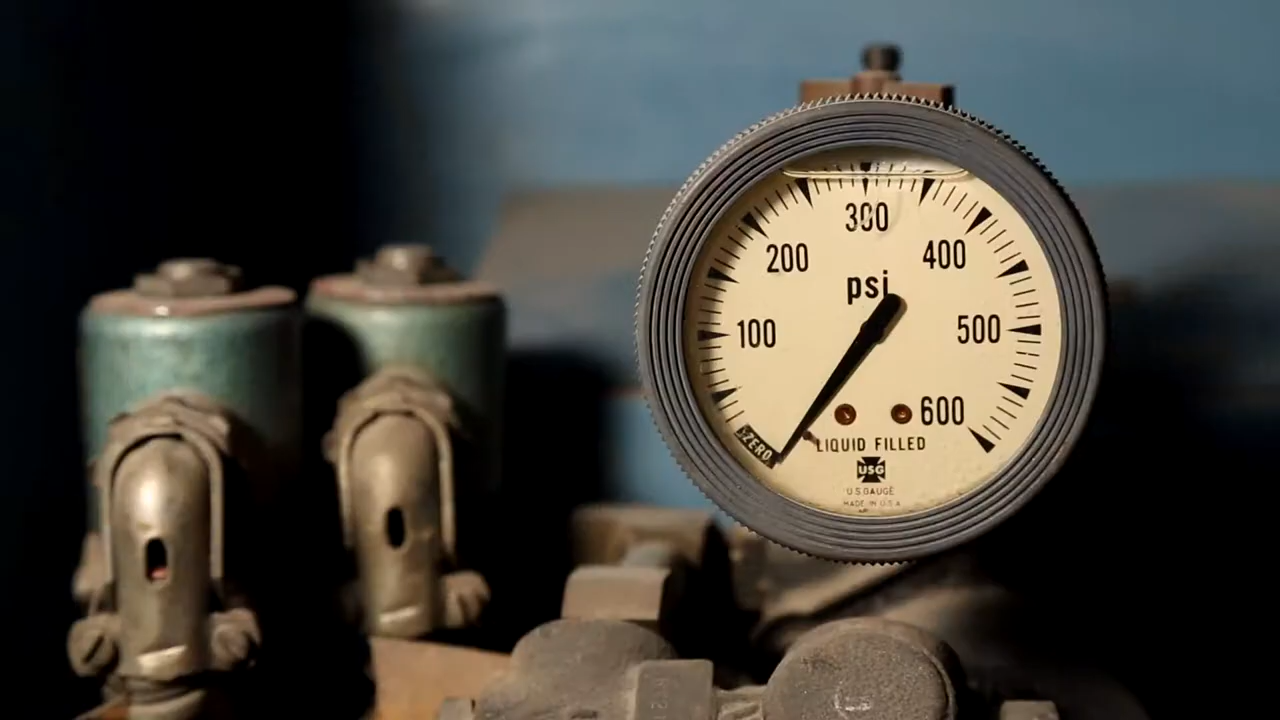 300
200
400
psi
100
500
600
ZERO
LIQUID FILLED
USG
U.S.GAUGE
MADE IN U.S.A